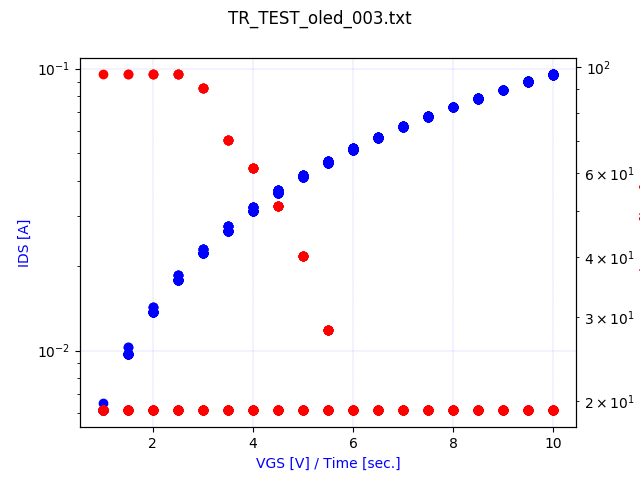 TR_TEST_oled_003.txt
10⁻¹
10⁻²
IDS [A]
10²
6 × 10¹
4 × 10¹
3 × 10¹
2 × 10¹
2 4 6 8 10
VGS [V] / Time [sec.]